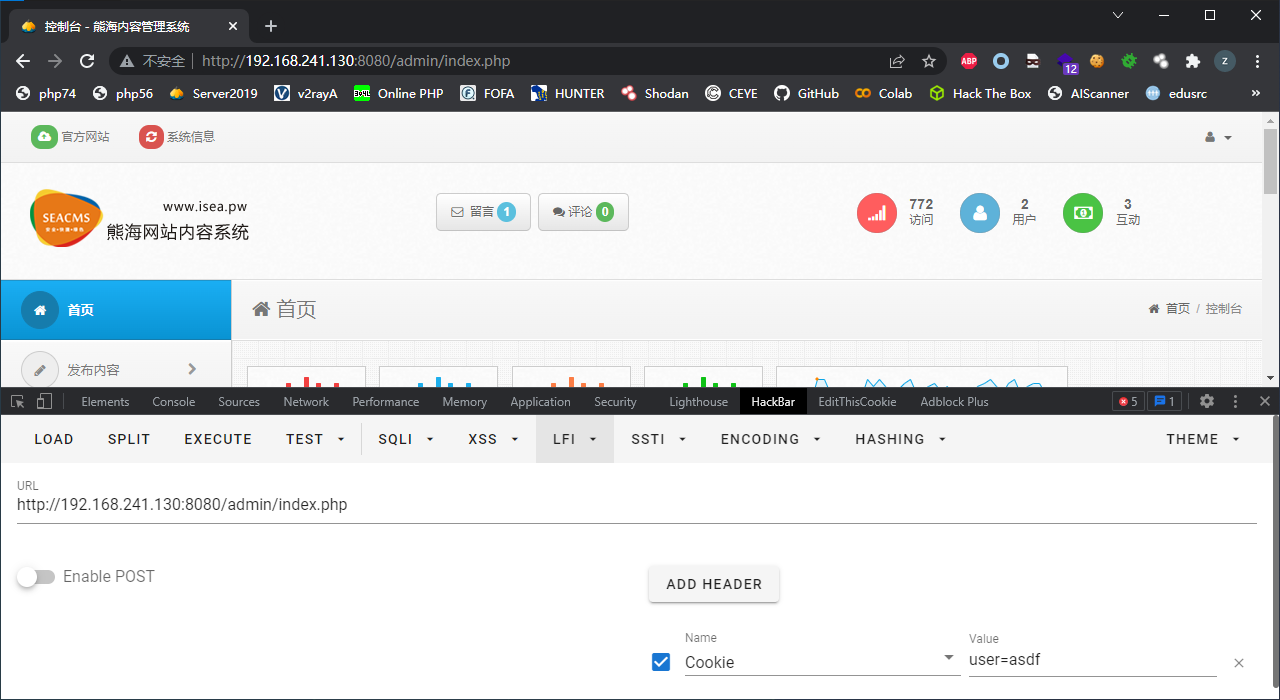 控制台 - 熊海内容管理系统
不安全 http://192.168.241.130:8080/admin/index.php ABP 12 Z
php74 php56 Server2019 v2rayA Online PHP FOFA HUNTER Shodan CEYE GitHub Colab Hack The Box AIScanner edusrc »
官方网站 系统信息
www.isea.pw
SEACMS
熊海网站内容系统
留言 1 评论 0
772 访问
2 用户
3 互动
首页
首页
首页 / 控制台
发布内容
Elements Console Sources Network Performance Memory Application Security Lighthouse HackBar EditThisCookie Adblock Plus 5 1
LOAD SPLIT EXECUTE TEST SQLI XSS LFI SSTI ENCODING HASHING THEME
URL
http://192.168.241.130:8080/admin/index.php
Enable POST
ADD HEADER
Name Value
Cookie user=asdf